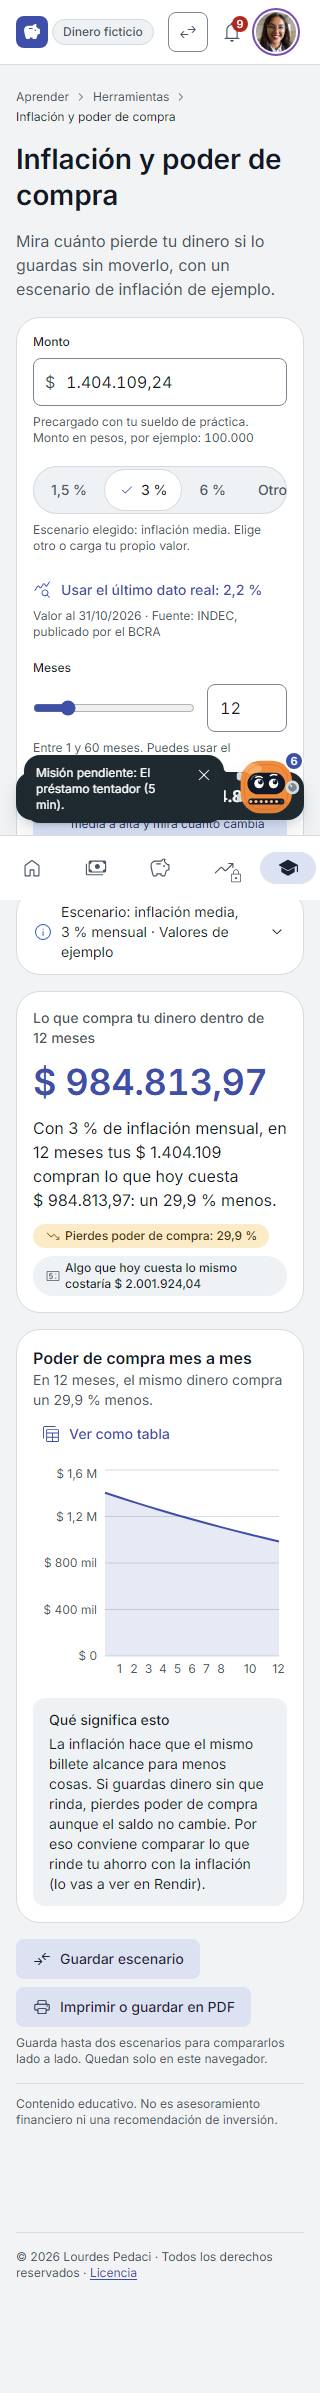 Dinero ficticio
9
Aprender > Herramientas >
Inflación y poder de compra
Inflación y poder de
compra
Mira cuánto pierde tu dinero si lo
guardas sin moverlo, con un
escenario de inflación de ejemplo.
Monto
$ 1.404.109,24
Precargado con tu sueldo de práctica.
Monto en pesos, por ejemplo: 100.000
1,5 % 3 % 6 % Otro
Escenario elegido: inflación media. Elige
otro o carga tu propio valor.
Usar el último dato real: 2,2 %
Valor al 31/10/2026 · Fuente: INDEC,
publicado por el BCRA
Meses
12
Entre 1 y 60 meses. Puedes usar el
6
Misión pendiente: El
préstamo tentador (5
min).
media a alta y mira cuánto cambia
Escenario: inflación media,
3 % mensual · Valores de
ejemplo
Lo que compra tu dinero dentro de
12 meses
$ 984.813,97
Con 3 % de inflación mensual, en
12 meses tus $ 1.404.109
compran lo que hoy cuesta
$ 984.813,97: un 29,9 % menos.
Pierdes poder de compra: 29,9 %
Algo que hoy cuesta lo mismo
costaría $ 2.001.924,04
Poder de compra mes a mes
En 12 meses, el mismo dinero compra
un 29,9 % menos.
Ver como tabla
$ 1,6 M
$ 1,2 M
$ 800 mil
$ 400 mil
$ 0
1 2 3 4 5 6 7 8 10 12
Qué significa esto
La inflación hace que el mismo
billete alcance para menos
cosas. Si guardas dinero sin que
rinda, pierdes poder de compra
aunque el saldo no cambie. Por
eso conviene comparar lo que
rinde tu ahorro con la inflación
(lo vas a ver en Rendir).
Guardar escenario
Imprimir o guardar en PDF
Guarda hasta dos escenarios para compararlos
lado a lado. Quedan solo en este navegador.
Contenido educativo. No es asesoramiento
financiero ni una recomendación de inversión.
© 2026 Lourdes Pedaci · Todos los derechos
reservados · Licencia